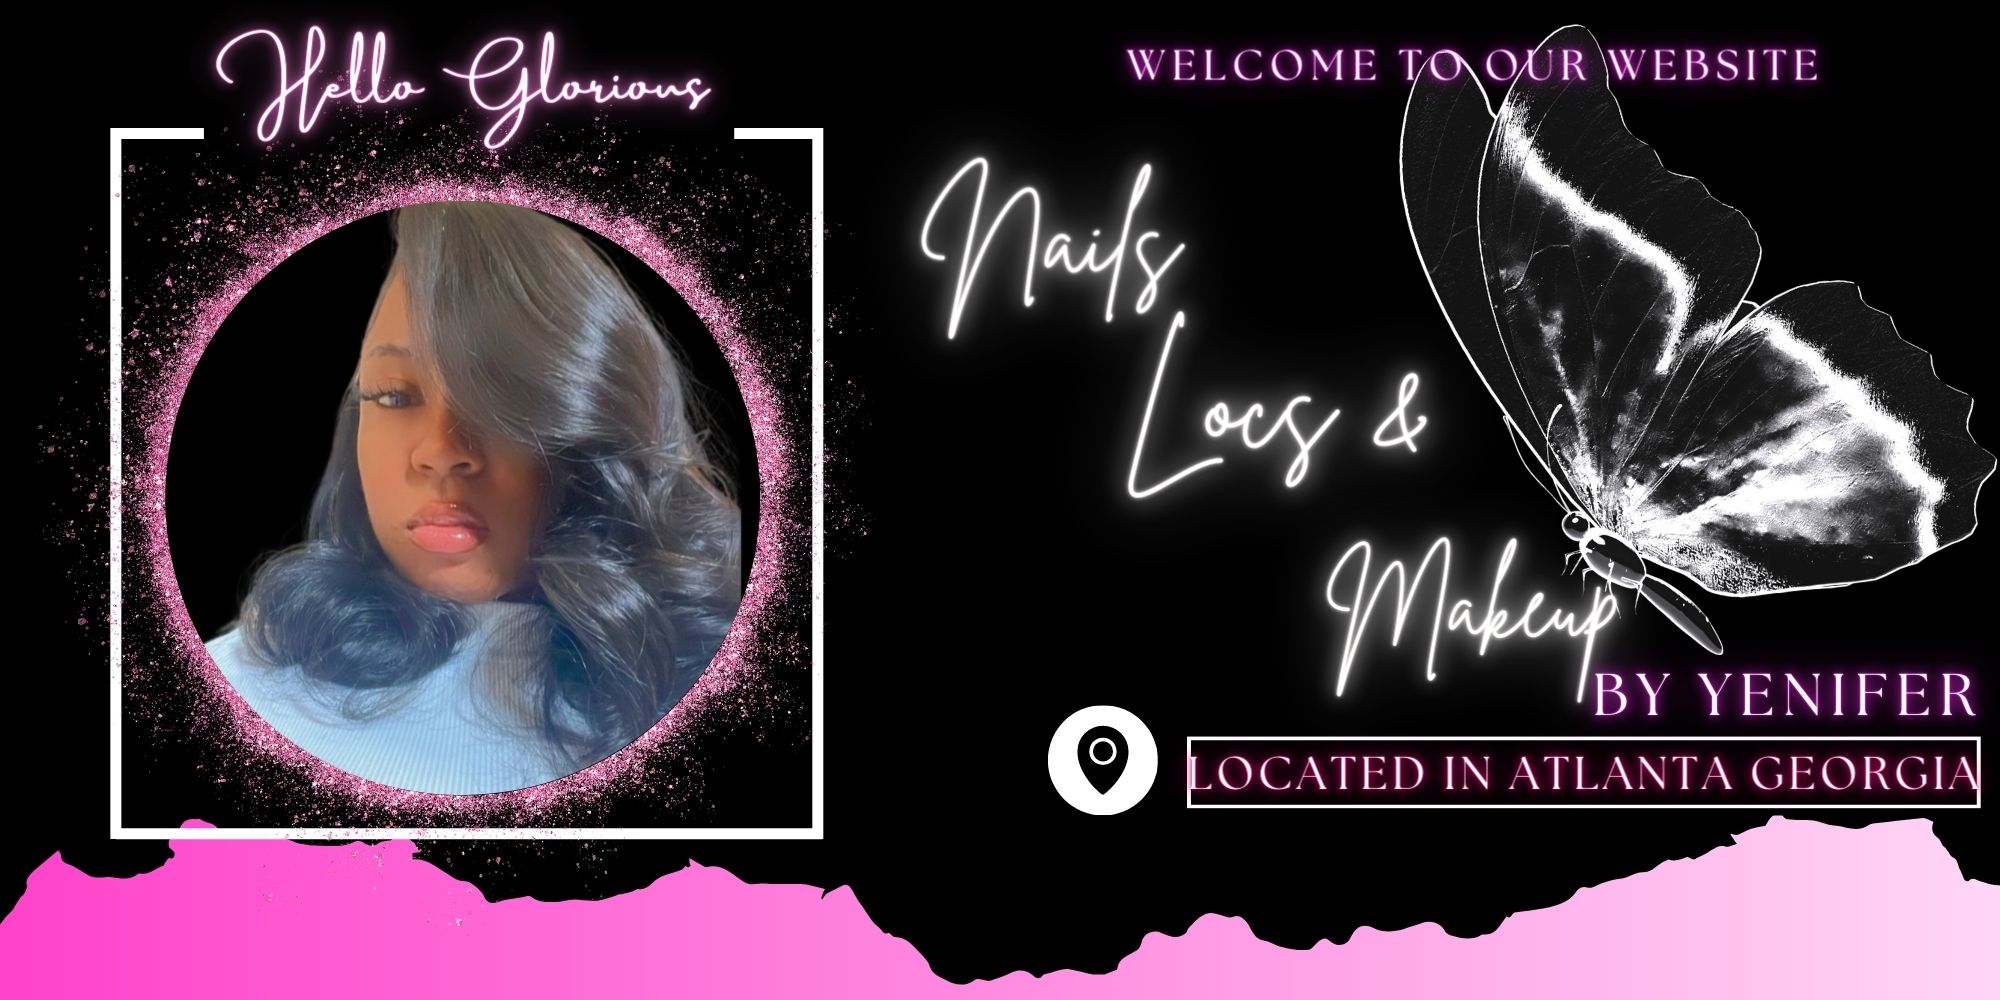 Hello Glorious
WELCOME TO OUR WEBSITE
Nails
Locs &
Makeup
BY YENIFER
LOCATED IN ATLANTA GEORGIA